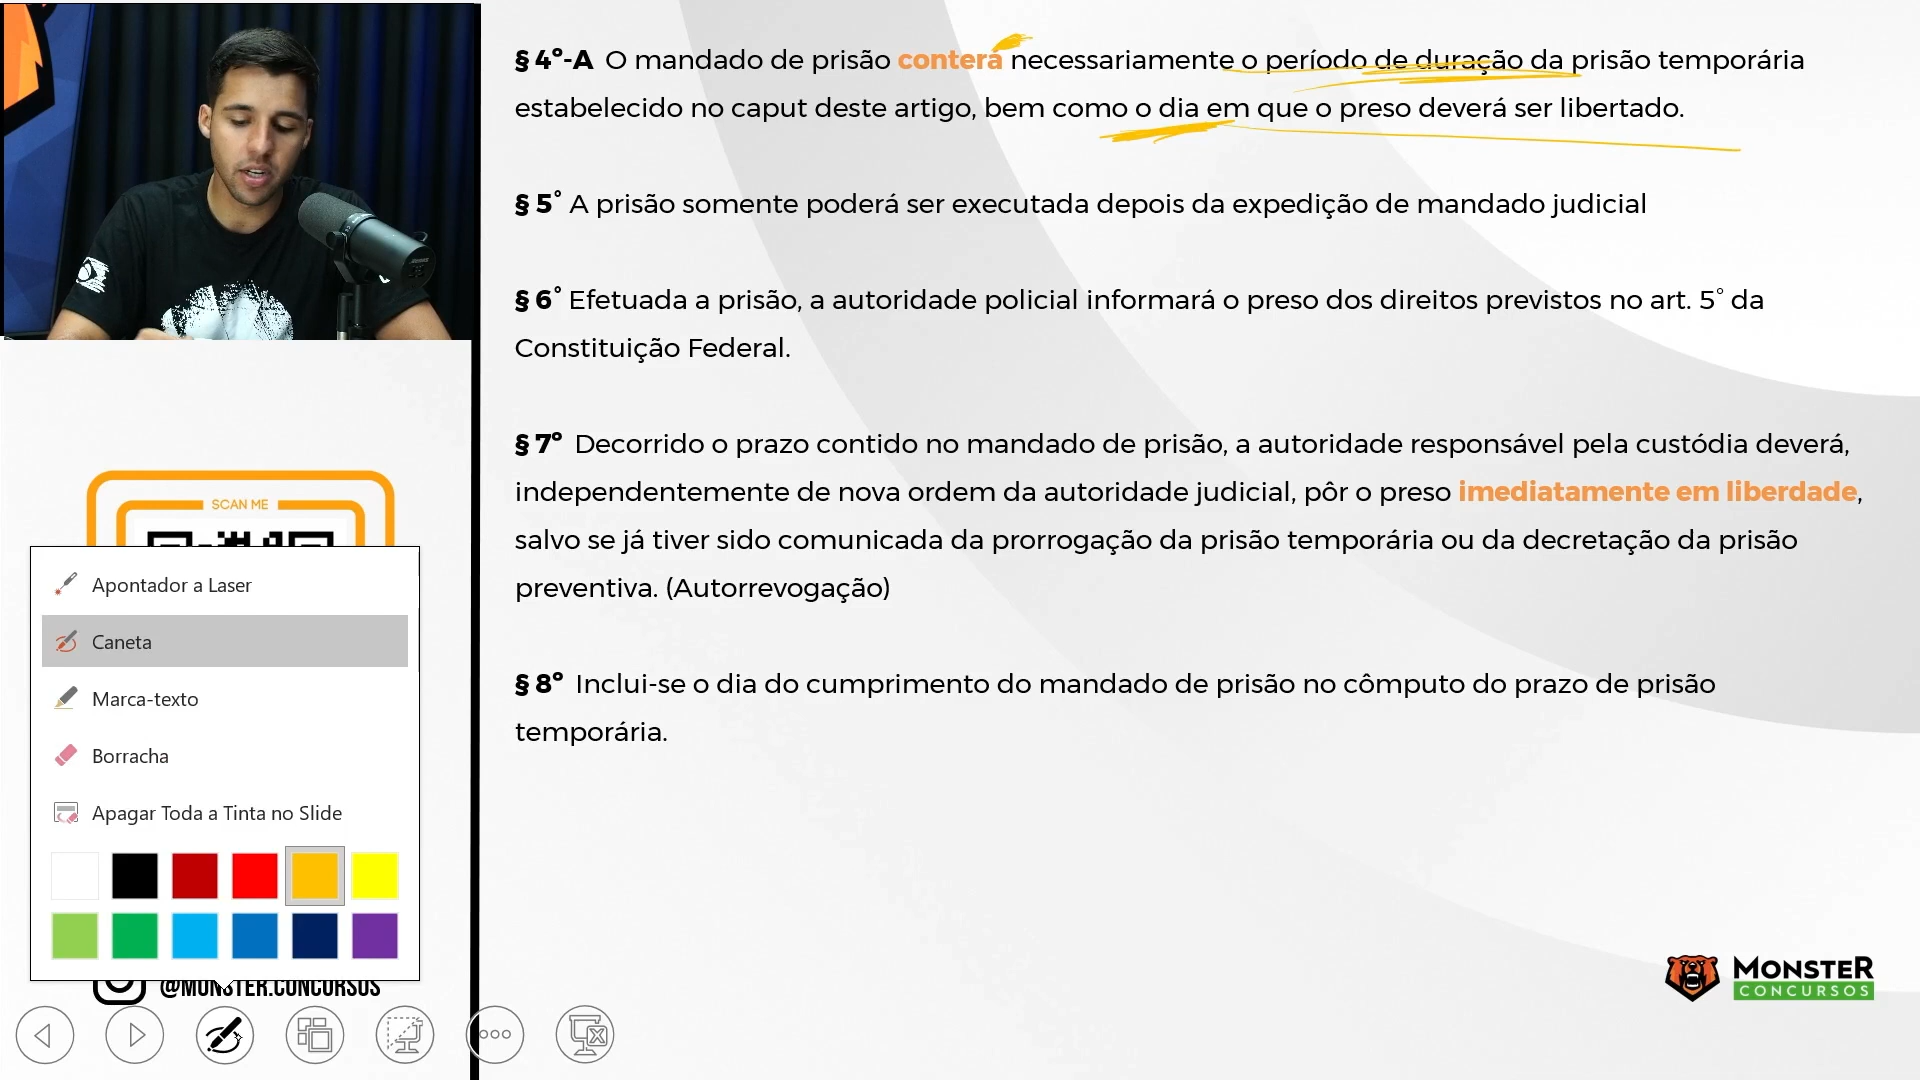 § 4º-A O mandado de prisão conterá necessariamente o período de duração da prisão temporária
estabelecido no caput deste artigo, bem como o dia em que o preso deverá ser libertado.
§ 5° A prisão somente poderá ser executada depois da expedição de mandado judicial
§ 6° Efetuada a prisão, a autoridade policial informará o preso dos direitos previstos no art. 5° da
Constituição Federal.
§ 7º Decorrido o prazo contido no mandado de prisão, a autoridade responsável pela custódia deverá,
independentemente de nova ordem da autoridade judicial, pôr o preso imediatamente em liberdade,
salvo se já tiver sido comunicada da prorrogação da prisão temporária ou da decretação da prisão
preventiva. (Autorrevogação)
§ 8º Inclui-se o dia do cumprimento do mandado de prisão no cômputo do prazo de prisão
temporária.
SCAN ME
Apontador a Laser
Caneta
Marca-texto
Borracha
Apagar Toda a Tinta no Slide
@MONSTER.CONCURSOS
MONSTER
CONCURSOS